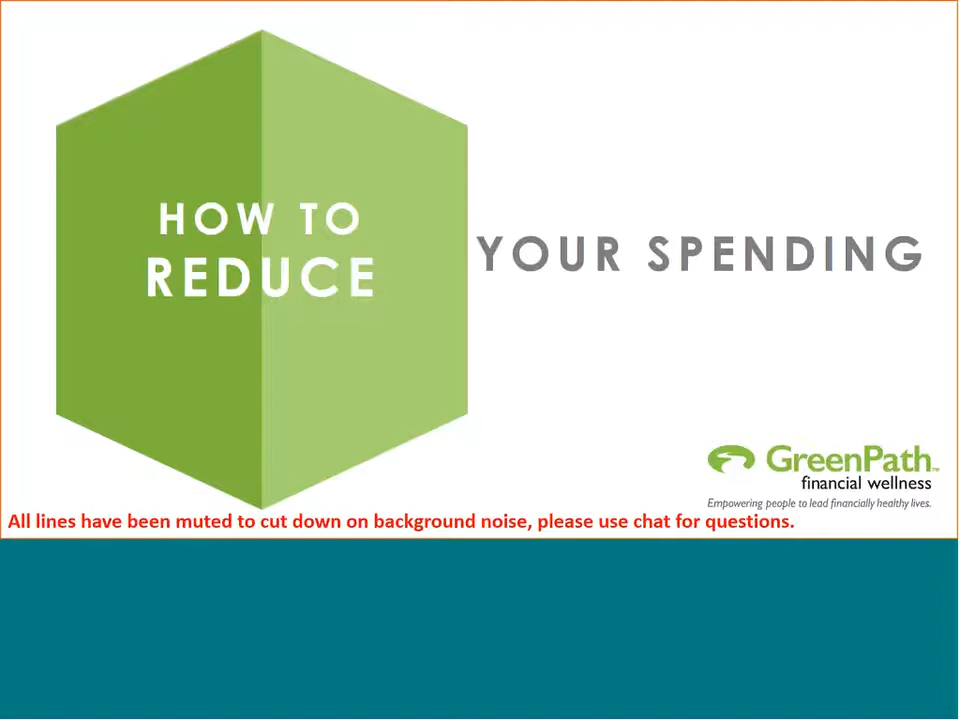 HOW TO
REDUCE
YOUR SPENDING
GreenPath™
financial wellness
Empowering people to lead financially healthy lives.
All lines have been muted to cut down on background noise, please use chat for questions.